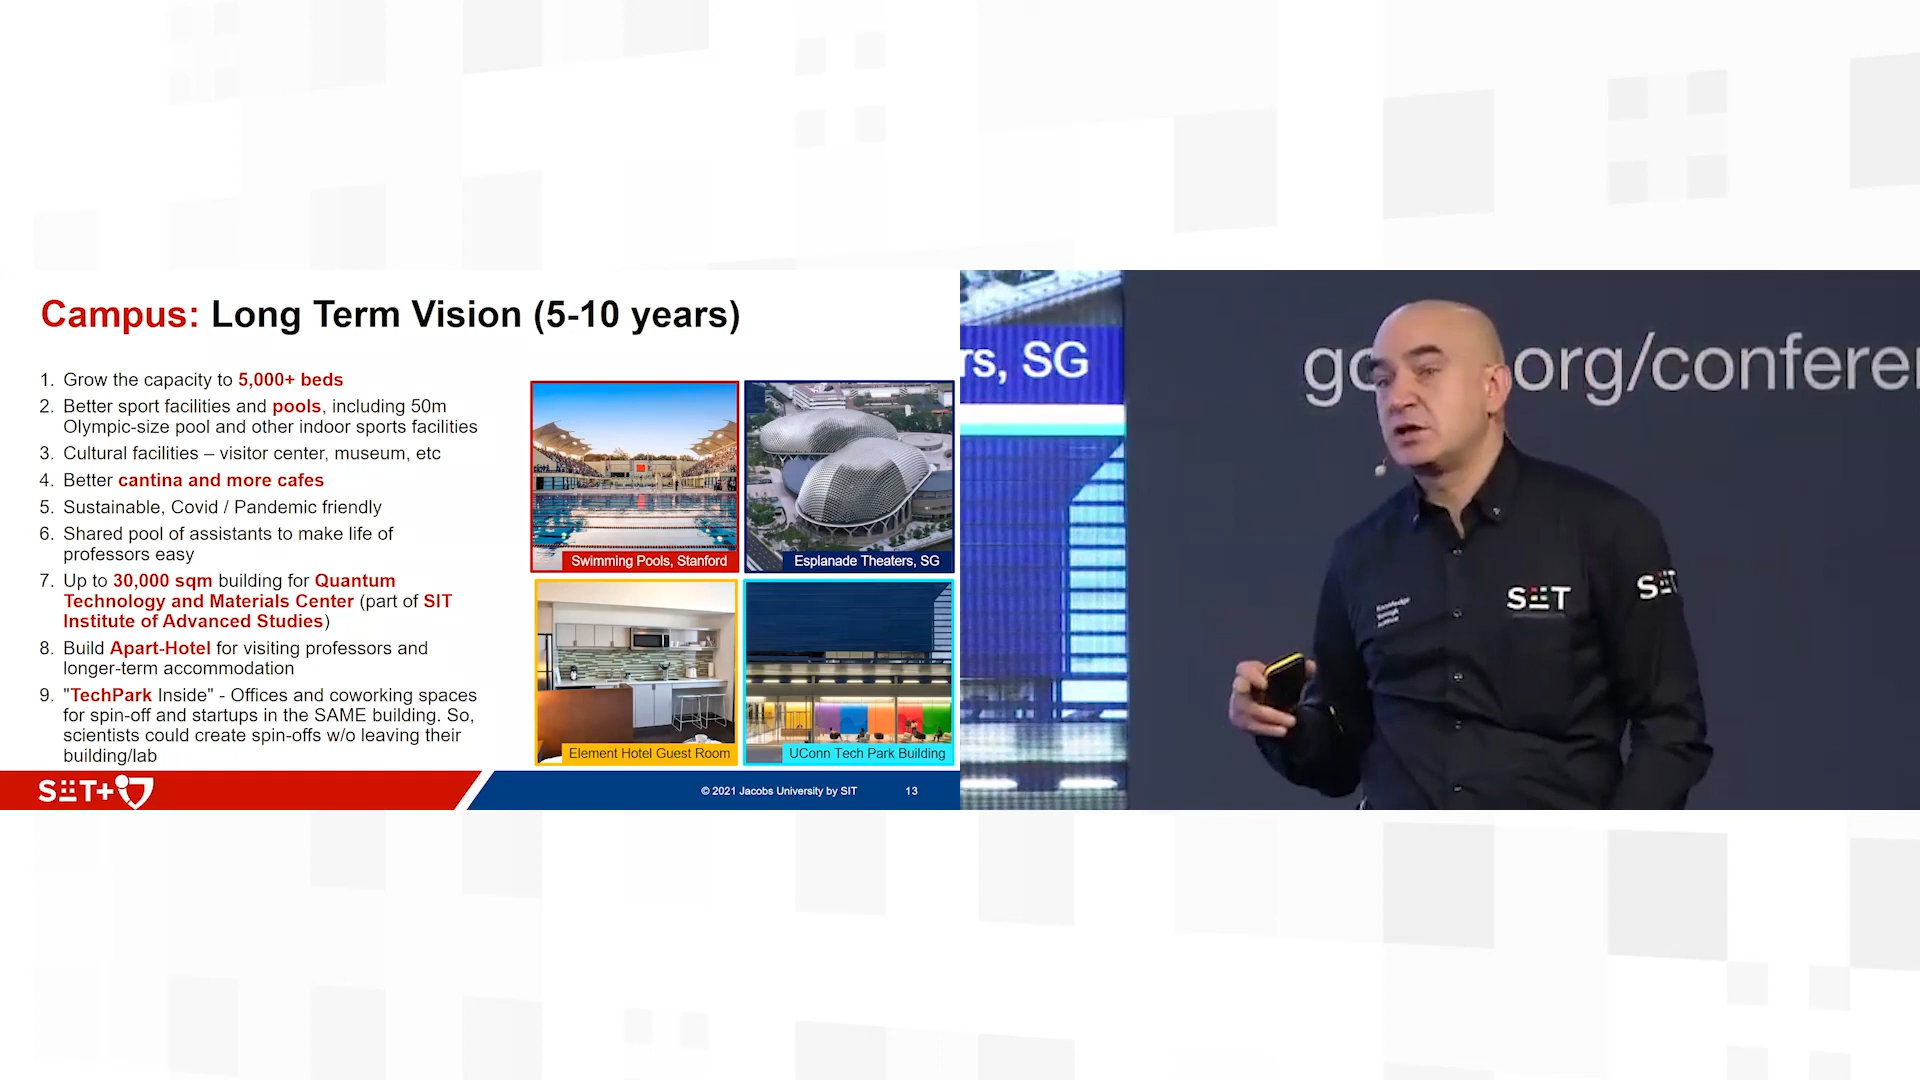 Campus: Long Term Vision (5-10 years)
1. Grow the capacity to 5,000+ beds
2. Better sport facilities and pools, including 50m
Olympic-size pool and other indoor sports facilities
3. Cultural facilities – visitor center, museum, etc
4. Better cantina and more cafes
5. Sustainable, Covid / Pandemic friendly
6. Shared pool of assistants to make life of
professors easy
7. Up to 30,000 sqm building for Quantum
Technology and Materials Center (part of SIT
Institute of Advanced Studies)
8. Build Apart-Hotel for visiting professors and
longer-term accommodation
9. "TechPark Inside" - Offices and coworking spaces
for spin-off and startups in the SAME building. So,
scientists could create spin-offs w/o leaving their
building/lab
Swimming Pools, Stanford
Esplanade Theaters, SG
Element Hotel Guest Room
UConn Tech Park Building
SIT+
© 2021 Jacobs University by SIT
13
rs, SG
go org/conferen
SIT
SIT